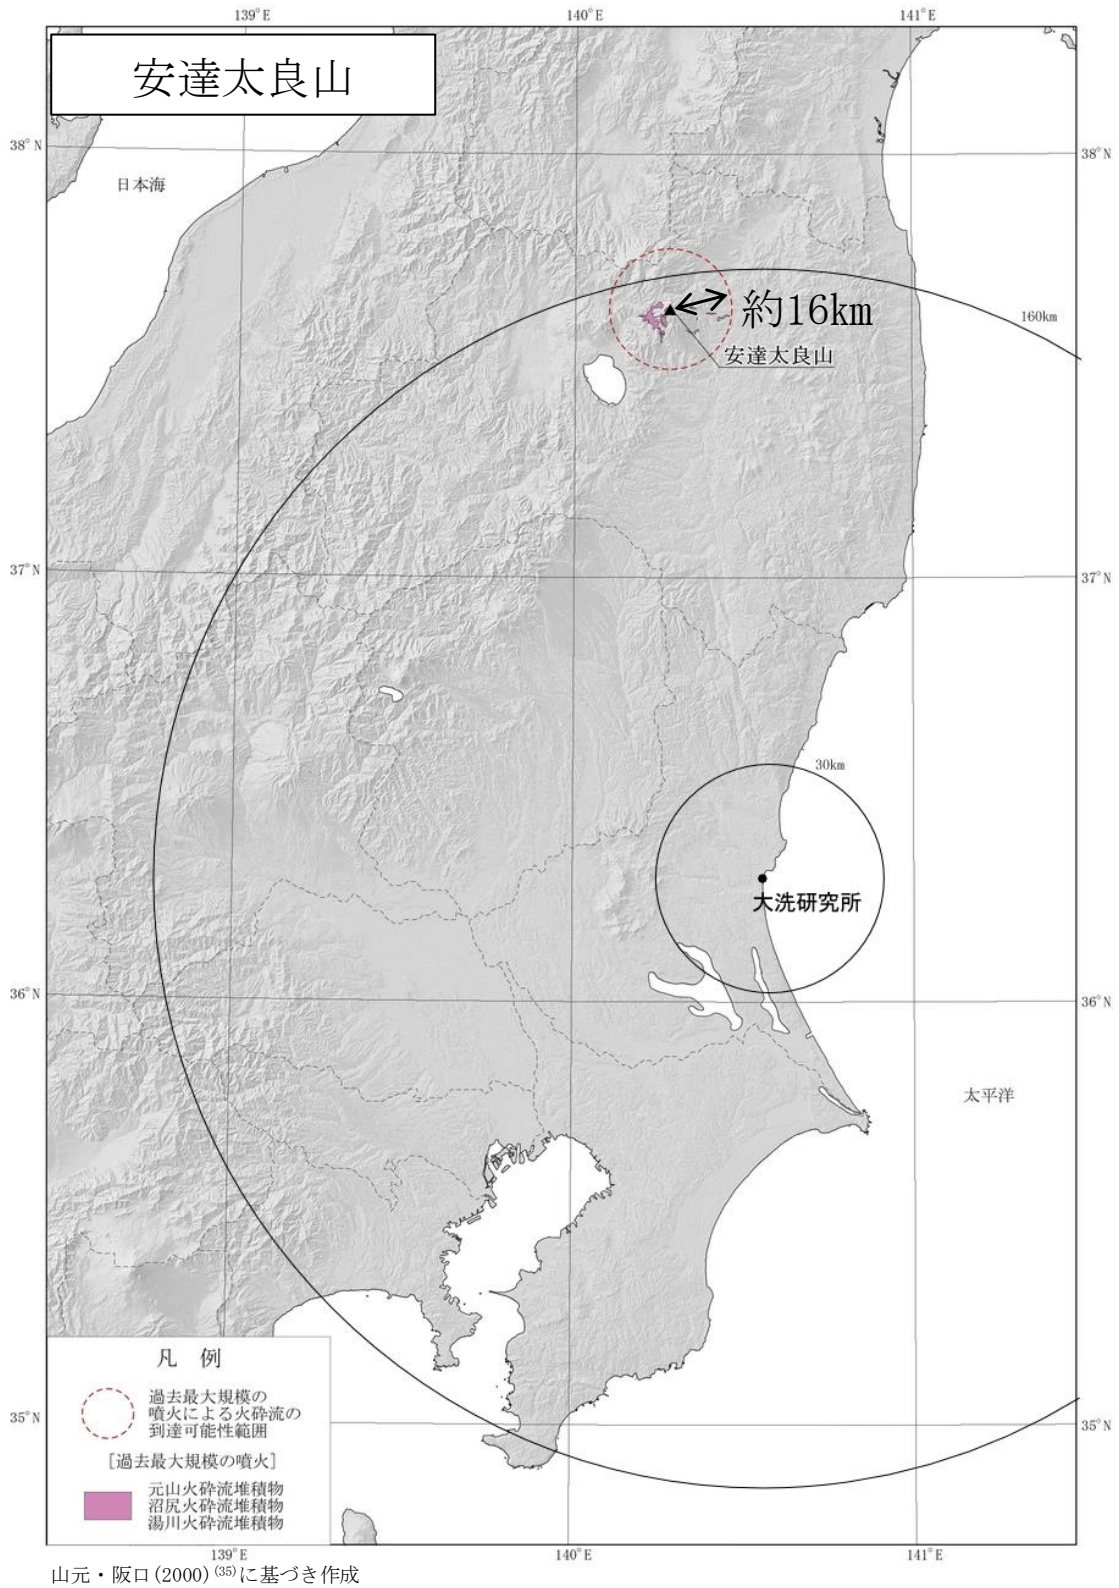 139°E
140°E
141°E
安達太良山
38°N
38°N
日本海
160km
約16km
安達太良山
37°N
37°N
30km
大洗研究所
36°N
36°N
太平洋
凡 例
過去最大規模の
噴火による火砕流の
到達可能性範囲
35°N
35°N
[過去最大規模の噴火]
元山火砕流堆積物
沼尻火砕流堆積物
湯川火砕流堆積物
139°E
140°E
141°E
山元・阪口(2000)(35)に基づき作成